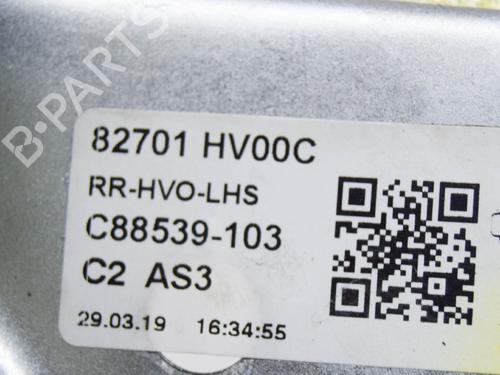 B-PARTS
82701 HV00C
RR-HVO-LHS
C88539-103
C2 AS3
29.03.19 16:34:55